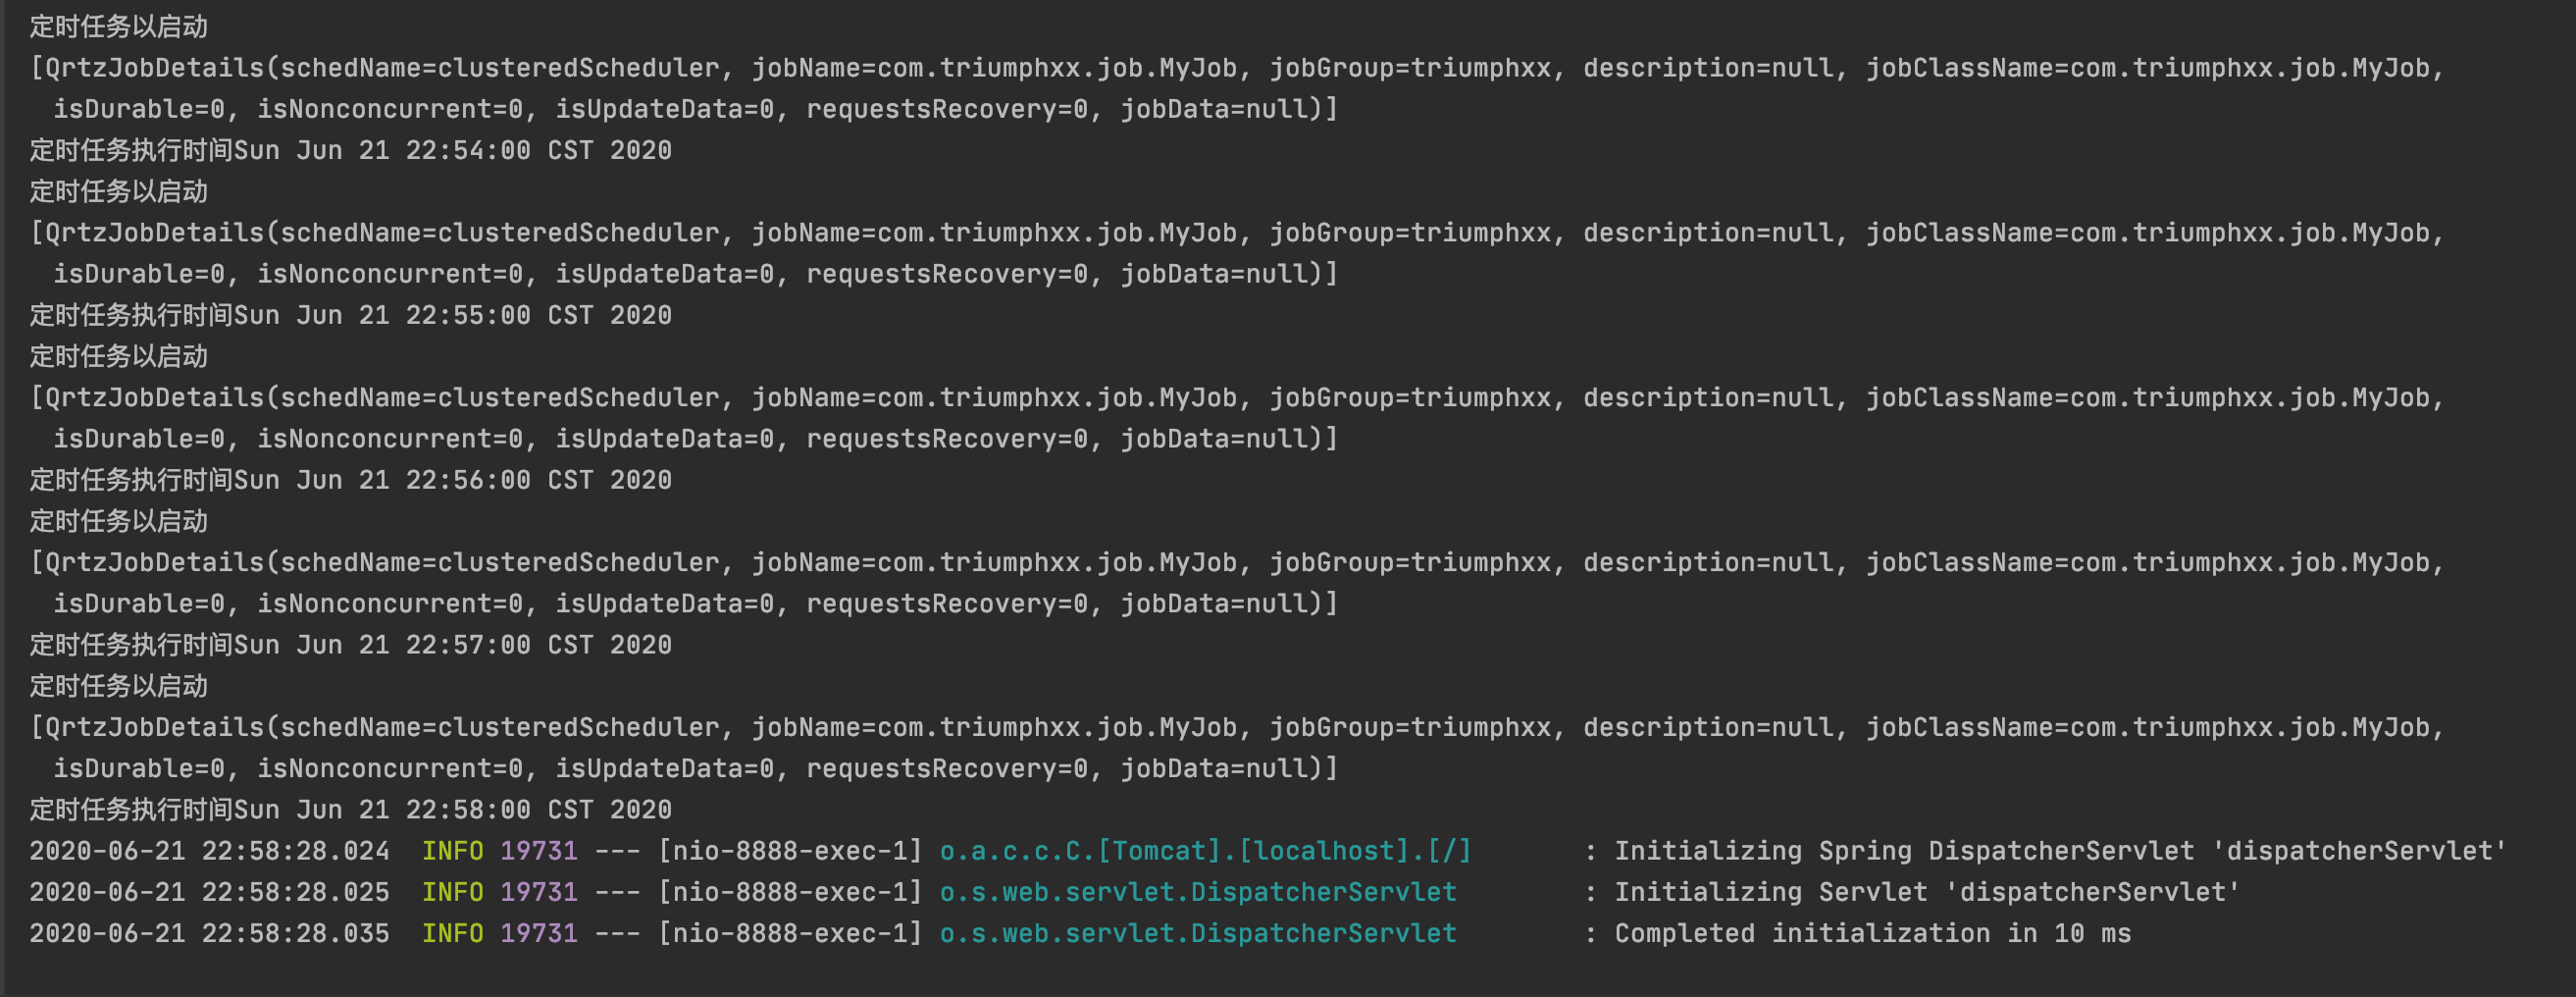 定时任务以启动
[QrtzJobDetails(schedName=clusteredScheduler, jobName=com.triumphxx.job.MyJob, jobGroup=triumphxx, description=null, jobClassName=com.triumphxx.job.MyJob,
isDurable=0, isNonconcurrent=0, isUpdateData=0, requestsRecovery=0, jobData=null)]
定时任务执行时间Sun Jun 21 22:54:00 CST 2020
定时任务以启动
[QrtzJobDetails(schedName=clusteredScheduler, jobName=com.triumphxx.job.MyJob, jobGroup=triumphxx, description=null, jobClassName=com.triumphxx.job.MyJob,
isDurable=0, isNonconcurrent=0, isUpdateData=0, requestsRecovery=0, jobData=null)]
定时任务执行时间Sun Jun 21 22:55:00 CST 2020
定时任务以启动
[QrtzJobDetails(schedName=clusteredScheduler, jobName=com.triumphxx.job.MyJob, jobGroup=triumphxx, description=null, jobClassName=com.triumphxx.job.MyJob,
isDurable=0, isNonconcurrent=0, isUpdateData=0, requestsRecovery=0, jobData=null)]
定时任务执行时间Sun Jun 21 22:56:00 CST 2020
定时任务以启动
[QrtzJobDetails(schedName=clusteredScheduler, jobName=com.triumphxx.job.MyJob, jobGroup=triumphxx, description=null, jobClassName=com.triumphxx.job.MyJob,
isDurable=0, isNonconcurrent=0, isUpdateData=0, requestsRecovery=0, jobData=null)]
定时任务执行时间Sun Jun 21 22:57:00 CST 2020
定时任务以启动
[QrtzJobDetails(schedName=clusteredScheduler, jobName=com.triumphxx.job.MyJob, jobGroup=triumphxx, description=null, jobClassName=com.triumphxx.job.MyJob,
isDurable=0, isNonconcurrent=0, isUpdateData=0, requestsRecovery=0, jobData=null)]
定时任务执行时间Sun Jun 21 22:58:00 CST 2020
2020-06-21 22:58:28.024  INFO 19731 --- [nio-8888-exec-1] o.a.c.c.C.[Tomcat].[localhost].[/]       : Initializing Spring DispatcherServlet 'dispatcherServlet'
2020-06-21 22:58:28.025  INFO 19731 --- [nio-8888-exec-1] o.s.web.servlet.DispatcherServlet        : Initializing Servlet 'dispatcherServlet'
2020-06-21 22:58:28.035  INFO 19731 --- [nio-8888-exec-1] o.s.web.servlet.DispatcherServlet        : Completed initialization in 10 ms